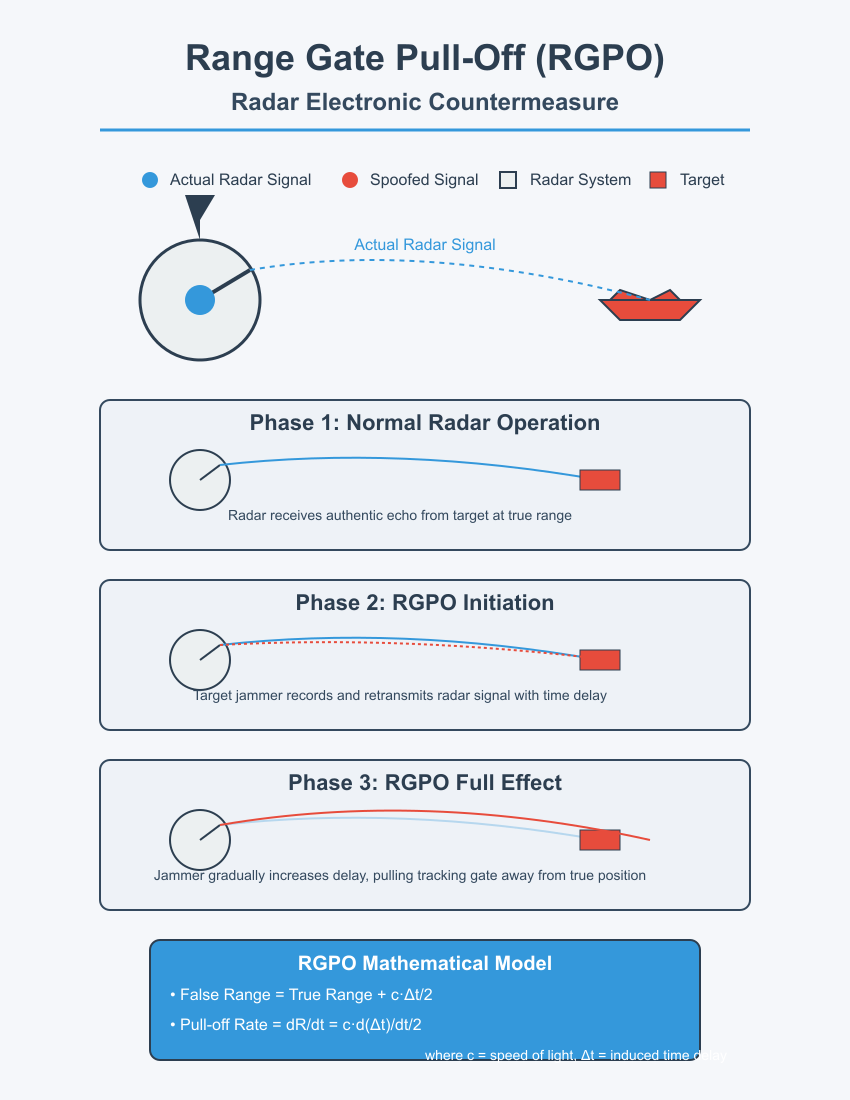 Range Gate Pull-Off (RGPO)
Radar Electronic Countermeasure
Actual Radar Signal
Spoofed Signal
Radar System
Target
Actual Radar Signal
Phase 1: Normal Radar Operation
Radar receives authentic echo from target at true range
Phase 2: RGPO Initiation
Target jammer records and retransmits radar signal with time delay
Phase 3: RGPO Full Effect
Jammer gradually increases delay, pulling tracking gate away from true position
RGPO Mathematical Model
• False Range = True Range + c·Δt/2
• Pull-off Rate = dR/dt = c·d(Δt)/dt/2
where c = speed of light, Δt = induced time delay